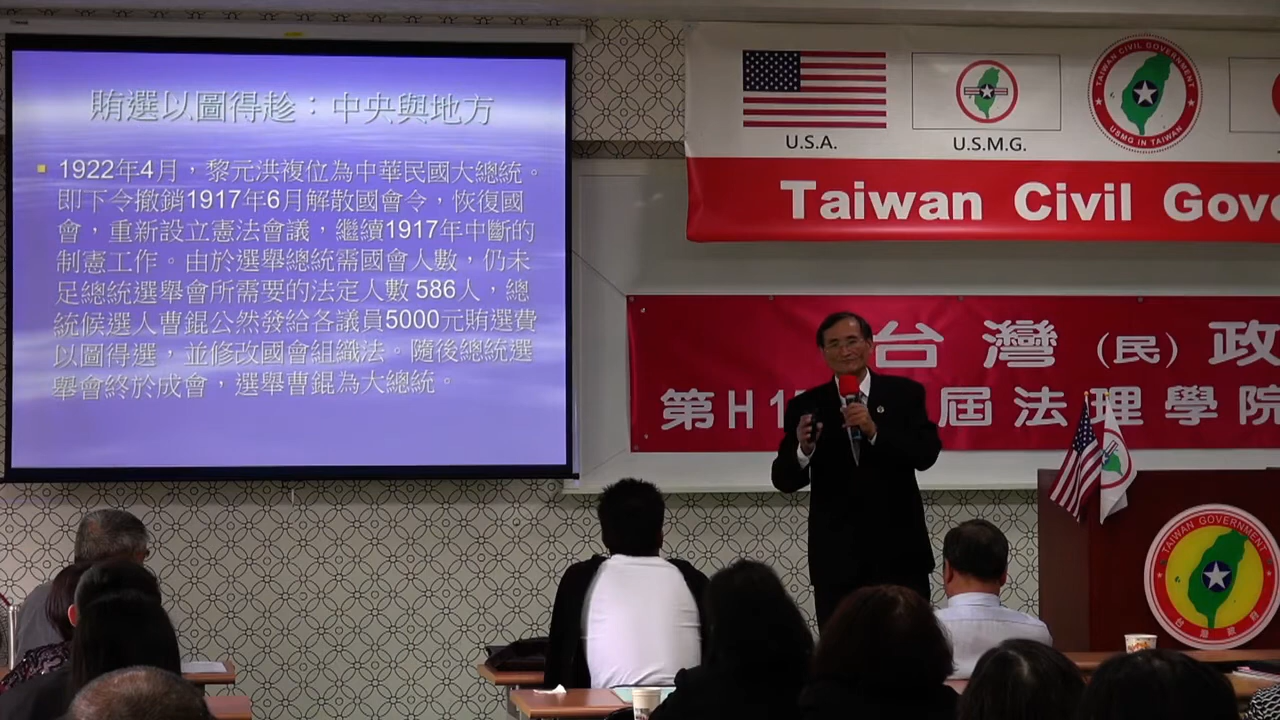 賄選以圖得趁：中央與地方
1922年4月，黎元洪複位為中華民國大總統。
即下令撤銷1917年6月解散國會令，恢復國
會，重新設立憲法會議，繼續1917年中斷的
制憲工作。由於選舉總統需國會人數，仍未
足總統選舉會所需要的法定人數 586人，總
統候選人曹錕公然發給各議員5000元賄選費
以圖得選，並修改國會組織法。隨後總統選
舉會終於成會，選舉曹錕為大總統。
U.S.A.
U.S.M.G.
TAIWAN CIVIL GOVERNMENT
USMG IN TAIWAN
Taiwan Civil Gove
台灣（民）政
第H1
屆法理學院
TAIWAN GOVERNMENT
台灣政府